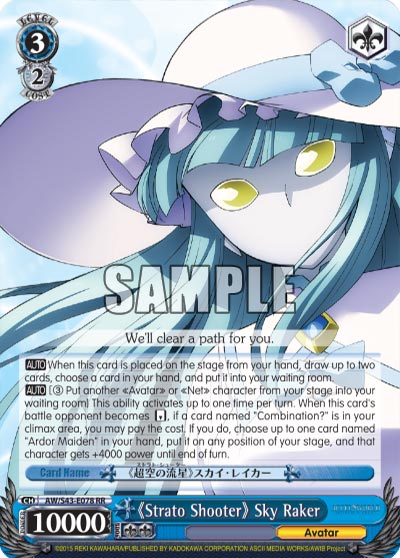 LEVEL
3
2
COST
SAMPLE
We'll clear a path for you.
AUTO When this card is placed on the stage from your hand, draw up to two
cards, choose a card in your hand, and put it into your waiting room.
AUTO [③ Put another «Avatar» or «Net» character from your stage into your
waiting room] This ability activates up to one time per turn. When this card's
battle opponent becomes, if a card named "Combination?" is in your
climax area, you may pay the cost. If you do, choose up to one card named
"Ardor Maiden" in your hand, put it on any position of your stage, and that
character gets +4000 power until end of turn.
Card Name
《超空の流星》スカイ・レイカー
CH AW/S43-E078 RR
10000
《Strato Shooter》 Sky Raker
Avatar
©2015 REKI KAWAHARA/PUBLISHED BY KADOKAWA CORPORATION ASCII MEDIA WORKS/AWIB Project